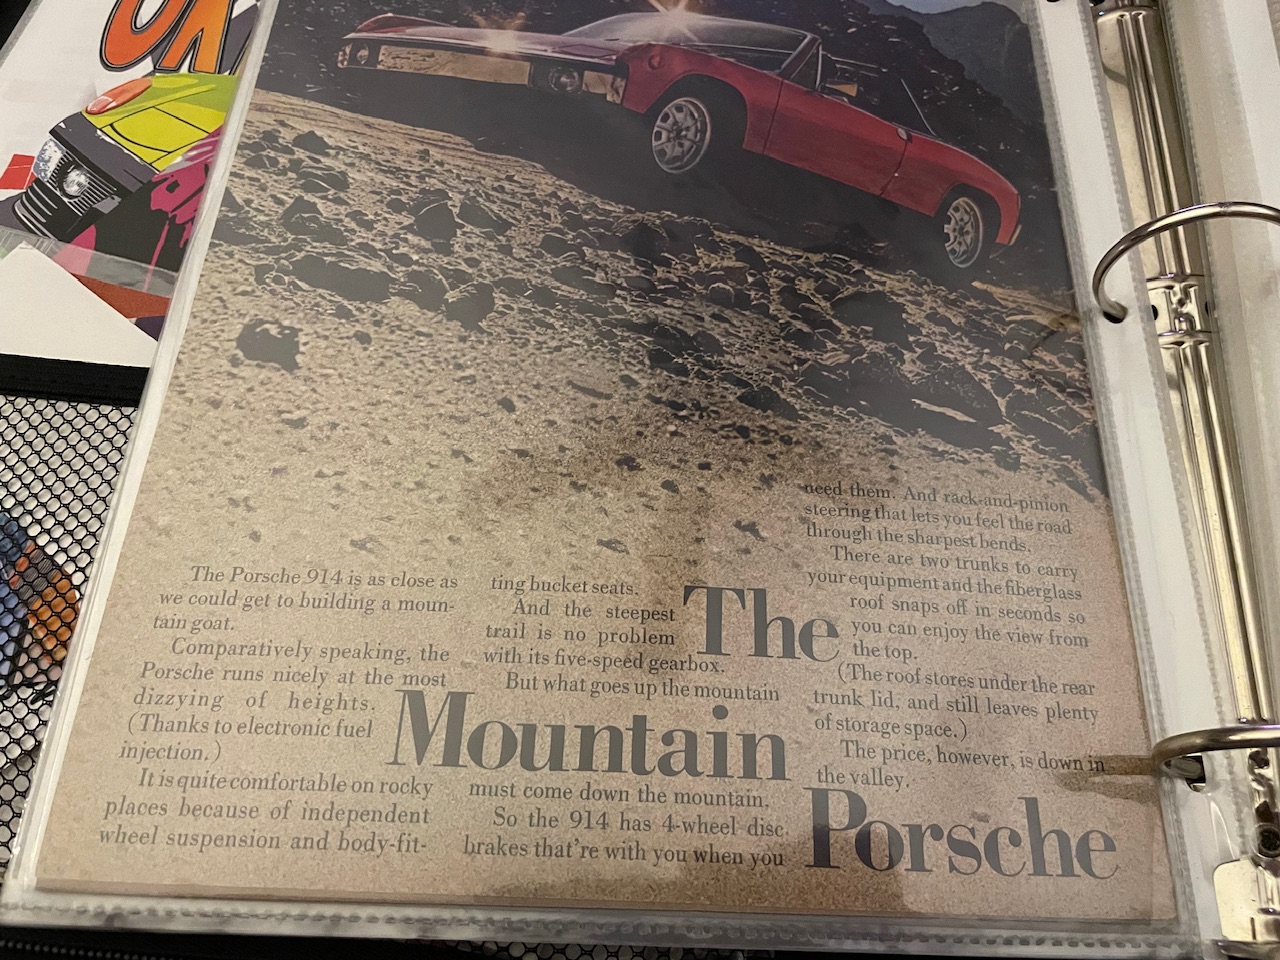 The Porsche 914 is as close as
we could get to building a moun-
tain goat.
Comparatively speaking, the
Porsche runs nicely at the most
dizzying of heights.
(Thanks to electronic fuel
injection.)
It is quite comfortable on rocky
places because of independent
wheel suspension and body-fit-
ting bucket seats.
And the steepest
trail is no problem
with its five-speed gearbox.
But what goes up the mountain
must come down the mountain.
So the 914 has 4-wheel disc
brakes that're with you when you
need them. And rack-and-pinion
steering that lets you feel the road
through the sharpest bends.
There are two trunks to carry
your equipment and the fiberglass
roof snaps off in seconds so
you can enjoy the view from
the top.
(The roof stores under the rear
trunk lid, and still leaves plenty
of storage space.)
The price, however, is down in
the valley.
The
Mountain
Porsche